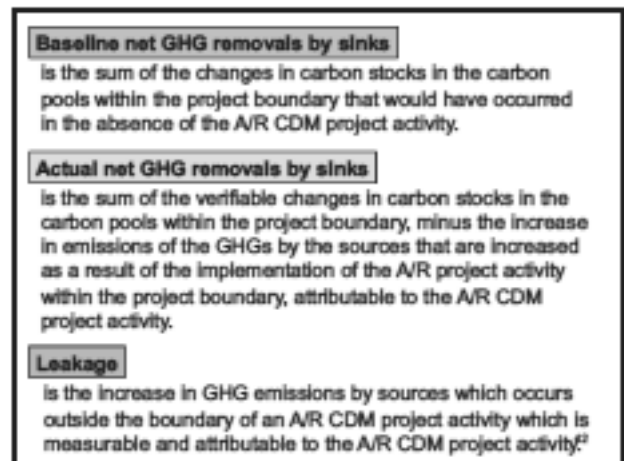 Baseline net GHG removals by sinks
is the sum of the changes in carbon stocks in the carbon
pools within the project boundary that would have occurred
in the absence of the A/R CDM project activity.
Actual net GHG removals by sinks
is the sum of the verifiable changes in carbon stocks in the
carbon pools within the project boundary, minus the increase
in emissions of the GHGs by the sources that are increased
as a result of the implementation of the A/R project activity
within the project boundary, attributable to the A/R CDM
project activity.
Leakage
is the increase in GHG emissions by sources which occurs
outside the boundary of an A/R CDM project activity which is
measurable and attributable to the A/R CDM project activity.